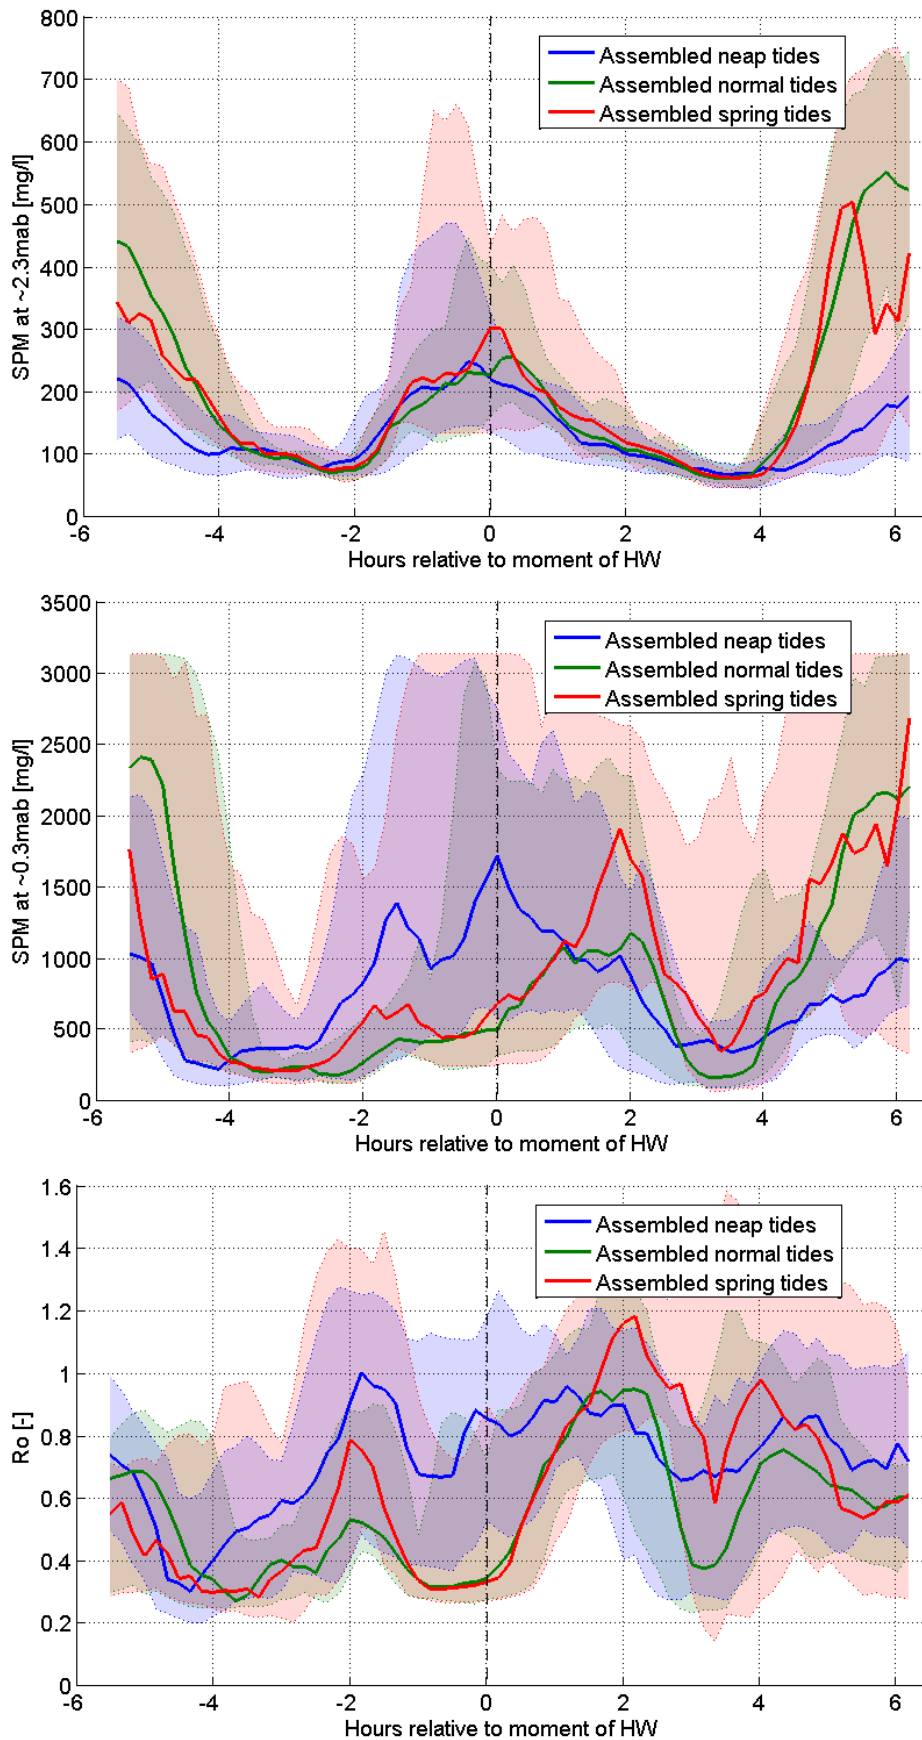 800
700
600
500
400
300
200
100
0
SPM at ~2.3mab [mg/l]
Assembled neap tides
Assembled normal tides
Assembled spring tides
-6 -4 -2 0 2 4 6
Hours relative to moment of HW
3500
3000
2500
2000
1500
1000
500
0
SPM at ~0.3mab [mg/l]
Assembled neap tides
Assembled normal tides
Assembled spring tides
-6 -4 -2 0 2 4 6
Hours relative to moment of HW
1.6
1.4
1.2
1
0.8
0.6
0.4
0.2
0
Ro [-]
Assembled neap tides
Assembled normal tides
Assembled spring tides
-6 -4 -2 0 2 4 6
Hours relative to moment of HW